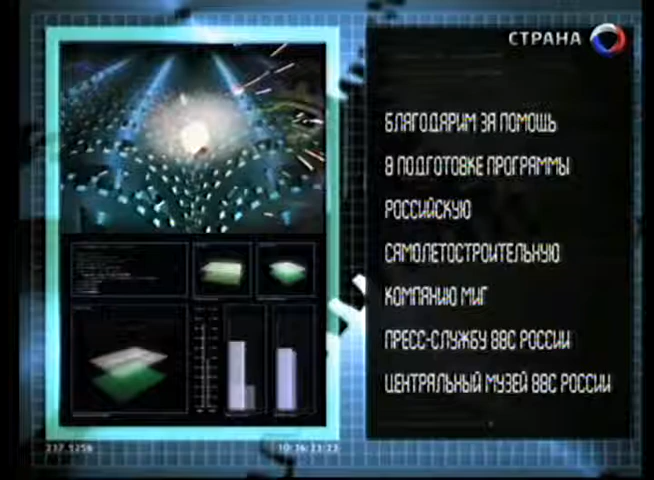 СТРАНА
БЛАГОДАРИМ ЗА ПОМОЩЬ
В ПОДГОТОВКЕ ПРОГРАММЫ
РОССИЙСКУЮ
САМОЛЕТОСТРОИТЕЛЬНУЮ
КОМПАНИЮ МИГ
ПРЕСС-СЛУЖБУ ВВС РОССИИ
ЦЕНТРАЛЬНЫЙ МУЗЕЙ ВВС РОССИИ